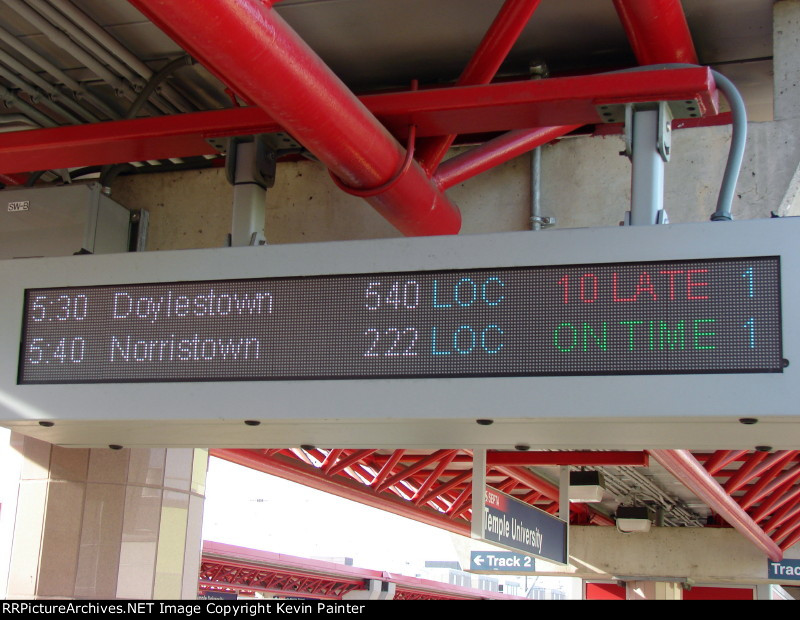 SW-B
5:30 Doylestown 540 LOC 10 LATE 1
5:40 Norristown 222 LOC ON TIME 1
SEPTA
Temple University
← Track 2
Trac
RRPictureArchives.NET Image Copyright Kevin Painter